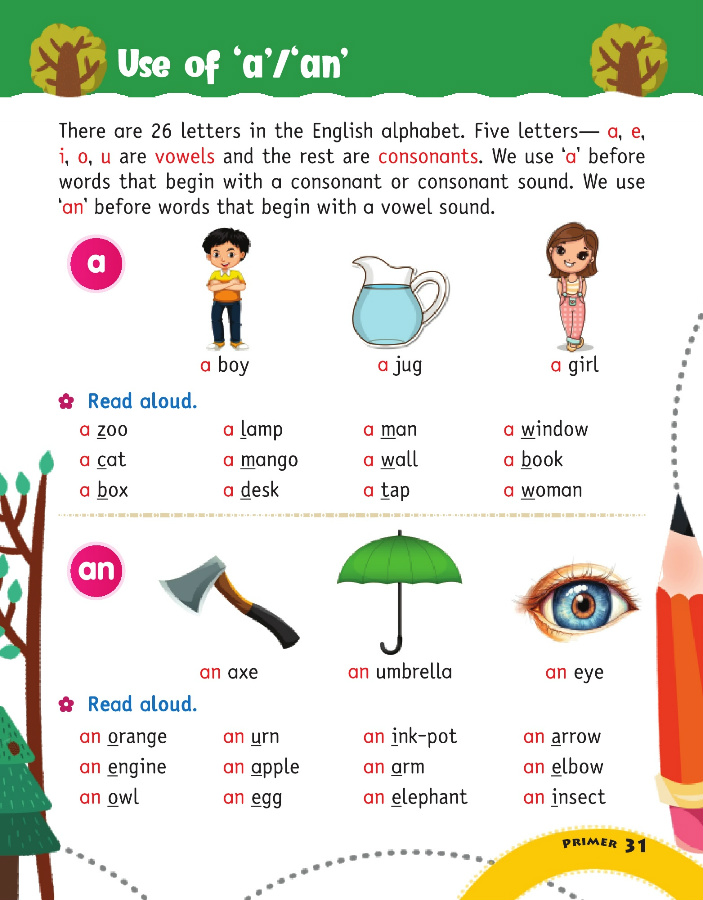 Use of ‘a’/‘an’
There are 26 letters in the English alphabet. Five letters— a, e,
i, o, u are vowels and the rest are consonants. We use ‘a’ before
words that begin with a consonant or consonant sound. We use
‘an’ before words that begin with a vowel sound.
a
a boy a jug a girl
Read aloud.
a zoo a lamp a man a window
a cat a mango a wall a book
a box a desk a tap a woman
an
an axe an umbrella an eye
Read aloud.
an orange an urn an ink-pot an arrow
an engine an apple an arm an elbow
an owl an egg an elephant an insect
PRIMER 31